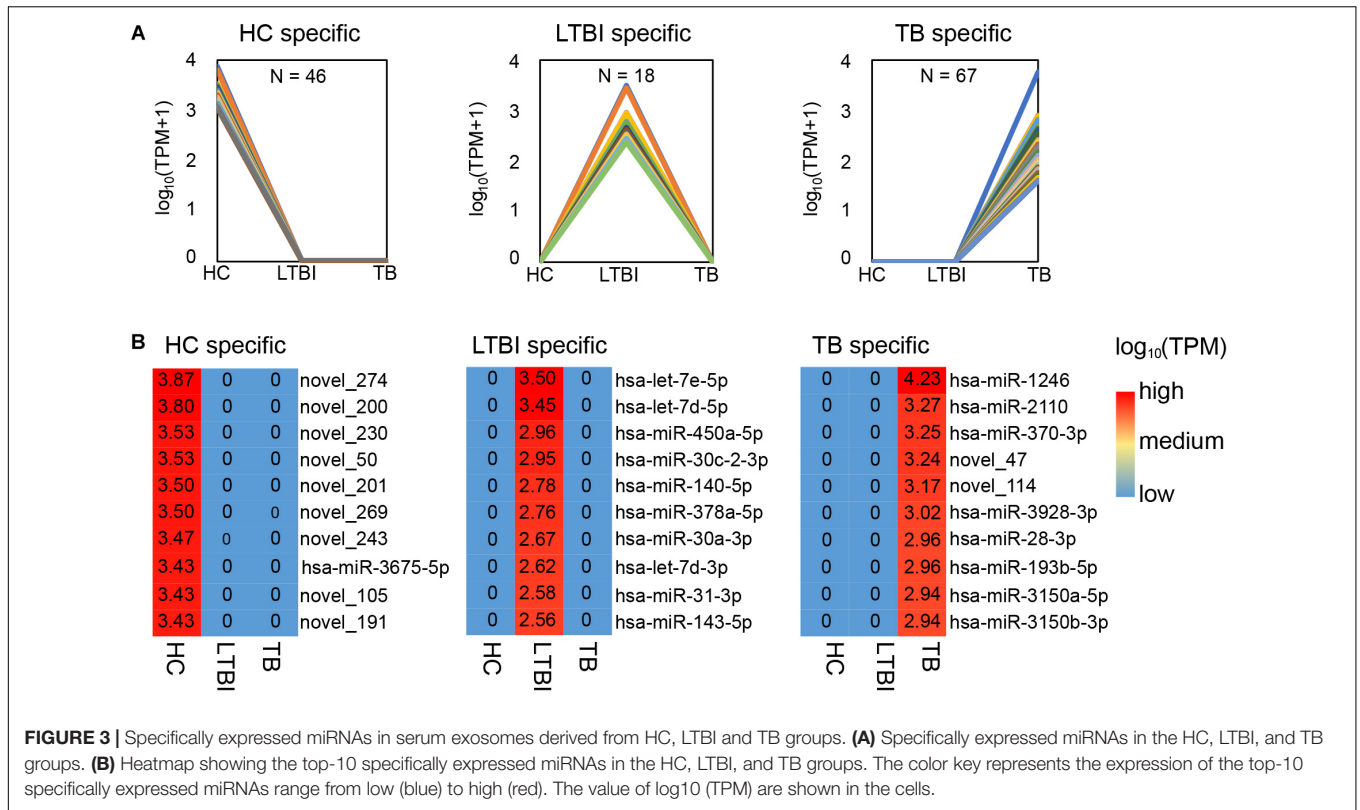 A
HC specific
LTBI specific
TB specific
N = 46
N = 18
N = 67
log₁₀(TPM+1)
4
3
2
1
0
HC
LTBI
TB
log₁₀(TPM+1)
4
3
2
1
0
HC
LTBI
TB
log₁₀(TPM+1)
4
3
2
1
0
HC
LTBI
TB
B
HC specific
3.87 0 0 novel_274
3.80 0 0 novel_200
3.53 0 0 novel_230
3.53 0 0 novel_50
3.50 0 0 novel_201
3.50 0 0 novel_269
3.47 0 0 novel_243
3.43 0 0 hsa-miR-3675-5p
3.43 0 0 novel_105
3.43 0 0 novel_191
HC
LTBI
TB
LTBI specific
0 3.50 0 hsa-let-7e-5p
0 3.45 0 hsa-let-7d-5p
0 2.96 0 hsa-miR-450a-5p
0 2.95 0 hsa-miR-30c-2-3p
0 2.78 0 hsa-miR-140-5p
0 2.76 0 hsa-miR-378a-5p
0 2.67 0 hsa-miR-30a-3p
0 2.62 0 hsa-let-7d-3p
0 2.58 0 hsa-miR-31-3p
0 2.56 0 hsa-miR-143-5p
HC
LTBI
TB
TB specific
0 0 4.23 hsa-miR-1246
0 0 3.27 hsa-miR-2110
0 0 3.25 hsa-miR-370-3p
0 0 3.24 novel_47
0 0 3.17 novel_114
0 0 3.02 hsa-miR-3928-3p
0 0 2.96 hsa-miR-28-3p
0 0 2.96 hsa-miR-193b-5p
0 0 2.94 hsa-miR-3150a-5p
0 0 2.94 hsa-miR-3150b-3p
HC
LTBI
TB
log₁₀(TPM)
high
medium
low
FIGURE 3 | Specifically expressed miRNAs in serum exosomes derived from HC, LTBI and TB groups. (A) Specifically expressed miRNAs in the HC, LTBI, and TB
groups. (B) Heatmap showing the top-10 specifically expressed miRNAs in the HC, LTBI, and TB groups. The color key represents the expression of the top-10
specifically expressed miRNAs range from low (blue) to high (red). The value of log10 (TPM) are shown in the cells.